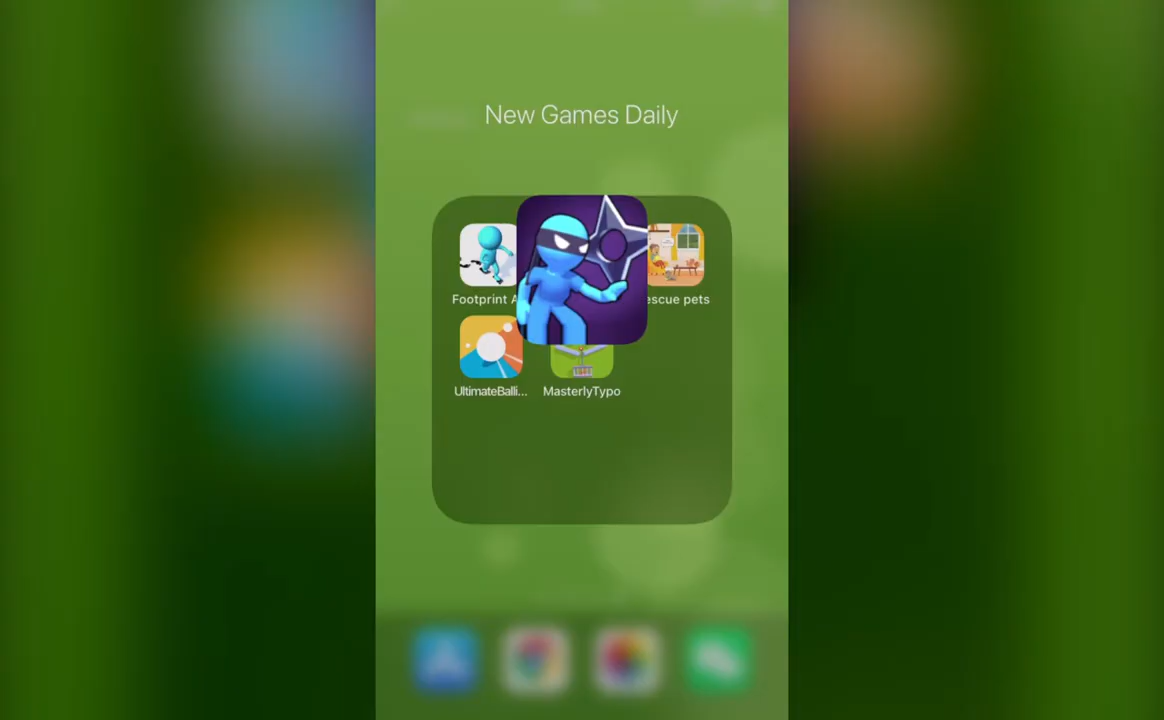 New Games Daily
Footprint A
escue pets
UltimateBalli...
MasterlyTypo